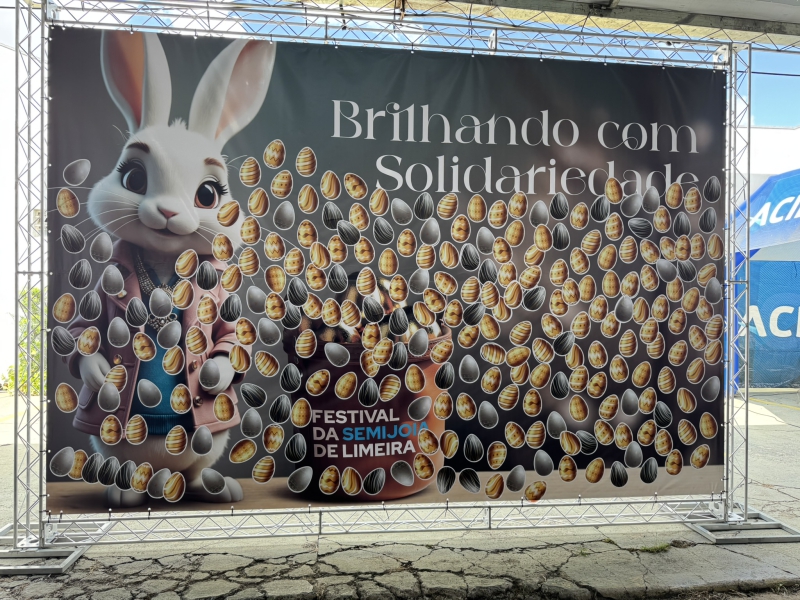 Brilhando com
Solidariedade
FESTIVAL
DA SEMIJOIA
DE LIMEIRA
ACI
ACI